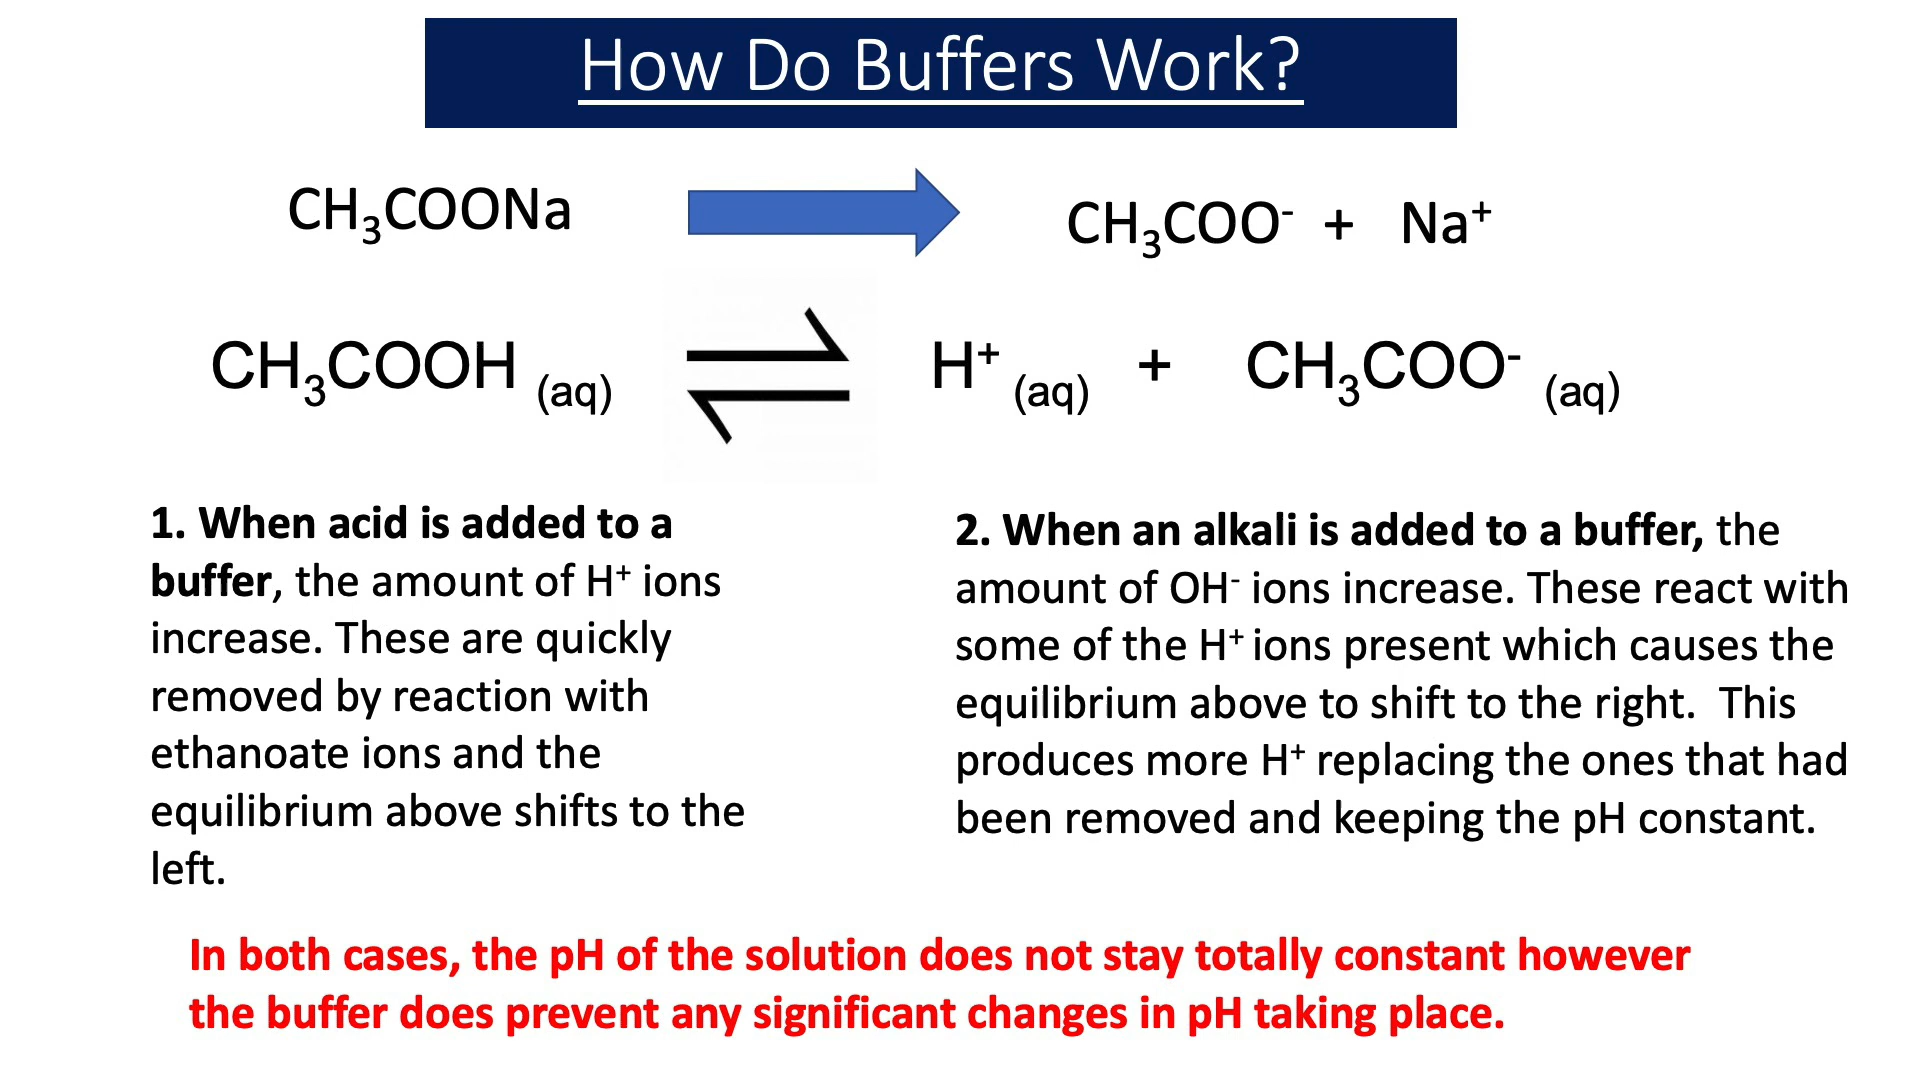 How Do Buffers Work?
CH₃COONa
CH₃COO⁻ + Na⁺
CH₃COOH (aq)
H⁺ (aq) + CH₃COO⁻ (aq)
1. When acid is added to a
buffer, the amount of H⁺ ions
increase. These are quickly
removed by reaction with
ethanoate ions and the
equilibrium above shifts to the
left.
2. When an alkali is added to a buffer, the
amount of OH⁻ ions increase. These react with
some of the H⁺ ions present which causes the
equilibrium above to shift to the right. This
produces more H⁺ replacing the ones that had
been removed and keeping the pH constant.
In both cases, the pH of the solution does not stay totally constant however
the buffer does prevent any significant changes in pH taking place.